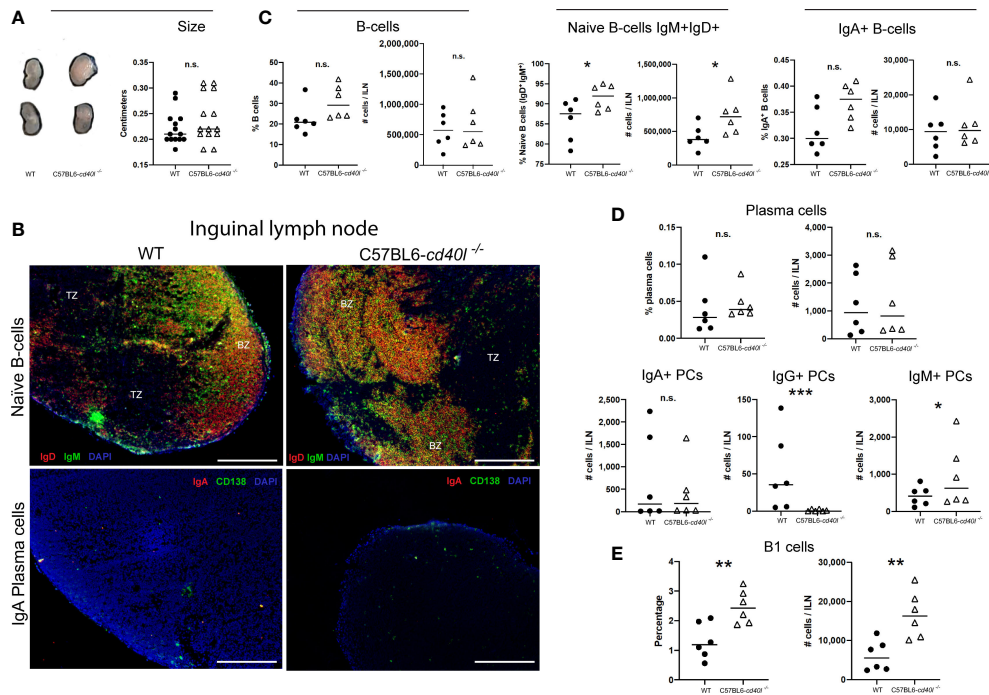 A
Size
n.s.
Centimeters
0.35
0.30
0.25
0.20
0.15
WT
C57BL6-cd40l -/-
WT
C57BL6-cd40l -/-
C
B-cells
n.s.
% B cells
50
40
30
20
10
0
WT
C57BL6-cd40l -/-
n.s.
# cells / ILN
2,000,000
1,500,000
1,000,000
500,000
0
WT
C57BL6-cd40l -/-
Naive B-cells IgM+IgD+
*
% Naive B cells (IgD+IgM+)
100
95
90
85
80
75
WT
C57BL6-cd40l -/-
*
# cells / ILN
1,500,000
1,000,000
500,000
0
WT
C57BL6-cd40l -/-
IgA+ B-cells
n.s.
% IgA+ B cells
0.45
0.40
0.35
0.30
0.25
WT
C57BL6-cd40l -/-
n.s.
# cells / ILN
30,000
20,000
10,000
0
WT
C57BL6-cd40l -/-
B
Inguinal lymph node
WT
C57BL6-cd40l -/-
Naïve B-cells
TZ
BZ
TZ
IgD IgM DAPI
BZ
TZ
BZ
IgD IgM DAPI
IgA Plasma cells
IgA CD138 DAPI
IgA CD138 DAPI
D
Plasma cells
n.s.
% plasma cells
0.15
0.10
0.05
0.00
WT
C57BL6-cd40l -/-
n.s.
# cells / ILN
4,000
3,000
2,000
1,000
0
WT
C57BL6-cd40l -/-
IgA+ PCs
n.s.
# cells / ILN
2,500
2,000
1,500
1,000
500
0
WT
C57BL6-cd40l -/-
IgG+ PCs
***
# cells / ILN
150
100
50
0
WT
C57BL6-cd40l -/-
IgM+ PCs
*
# cells / ILN
3,000
2,000
1,000
0
WT
C57BL6-cd40l -/-
E
B1 cells
**
Percentage
4
3
2
1
0
WT
C57BL6-cd40l -/-
**
# cells / ILN
30,000
20,000
10,000
0
WT
C57BL6-cd40l -/-